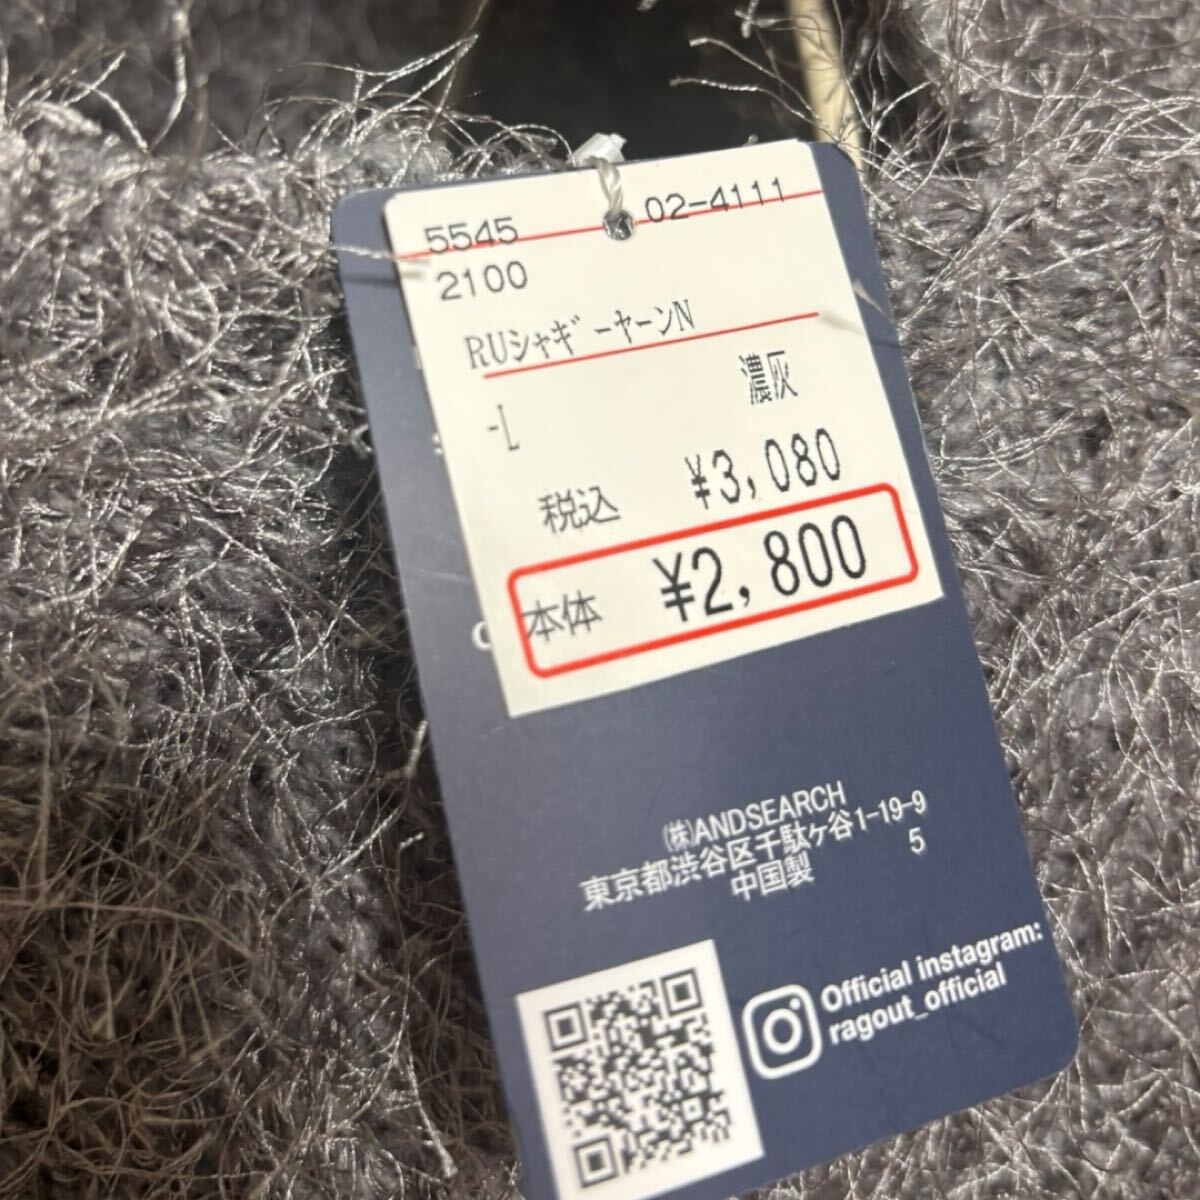 5545 02-4111
2100
RUシャギーヤーンN
濃灰
-L
税込 ¥3,080
本体 ¥2,800
(株)ANDSEARCH
東京都渋谷区千駄ヶ谷1-19-9
5
中国製
Official instagram:
ragout_official